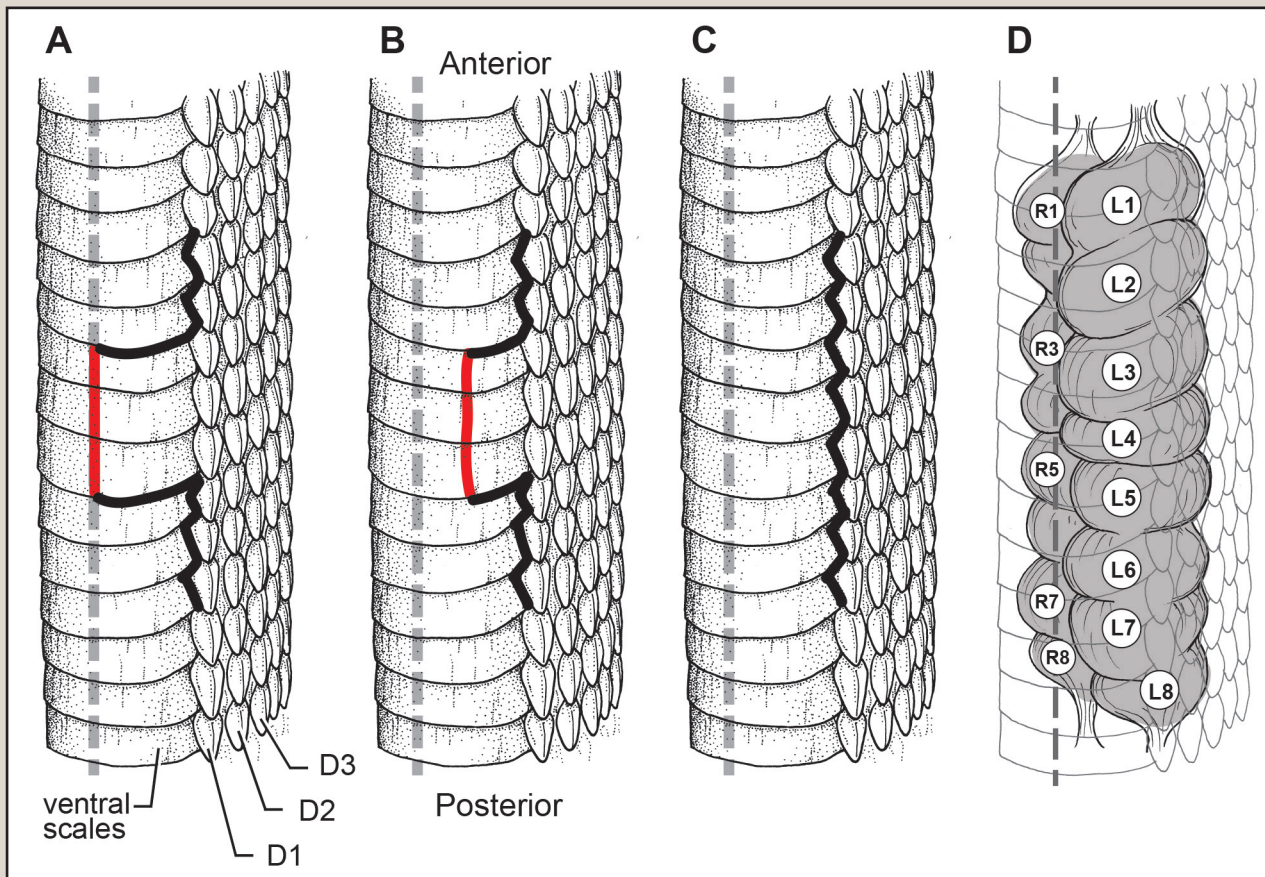 A
B
C
D
Anterior
R1
L1
L2
R3
L3
L4
R5
L5
L6
R7
L7
R8
L8
ventral
scales
D1
D2
D3
Posterior